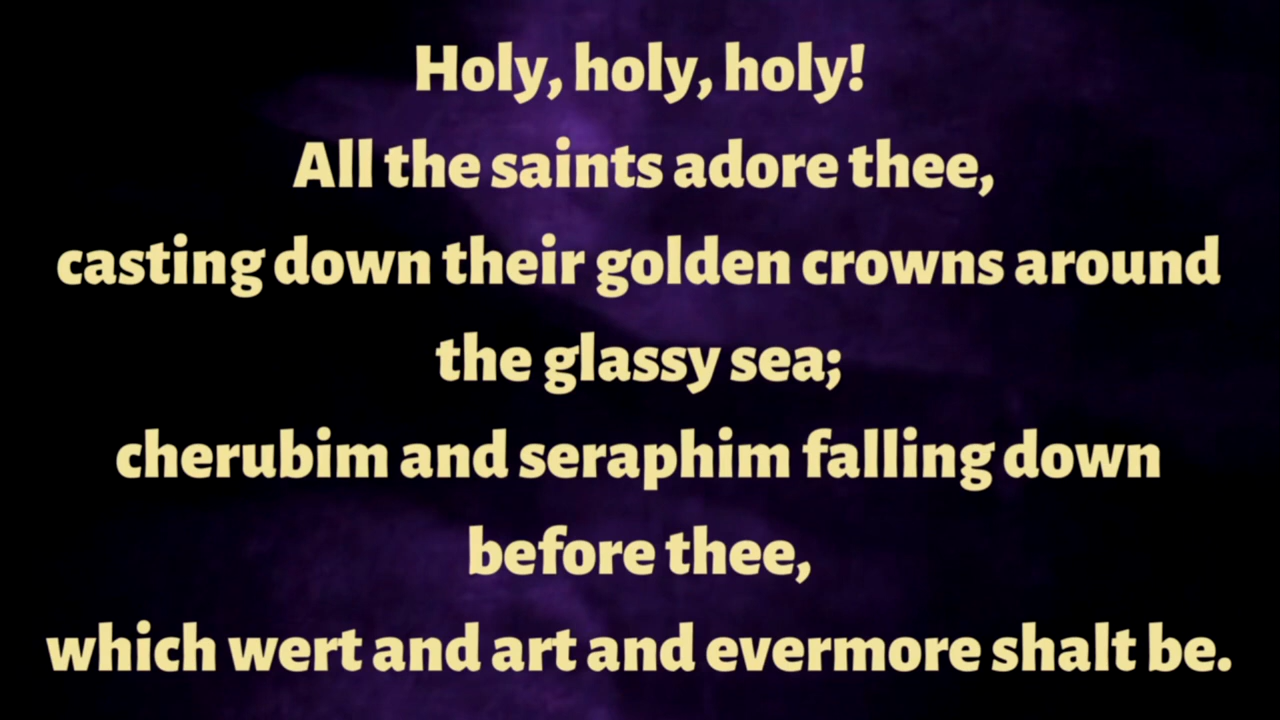 Holy, holy, holy!
All the saints adore thee,
casting down their golden crowns around
the glassy sea;
cherubim and seraphim falling down
before thee,
which wert and art and evermore shalt be.